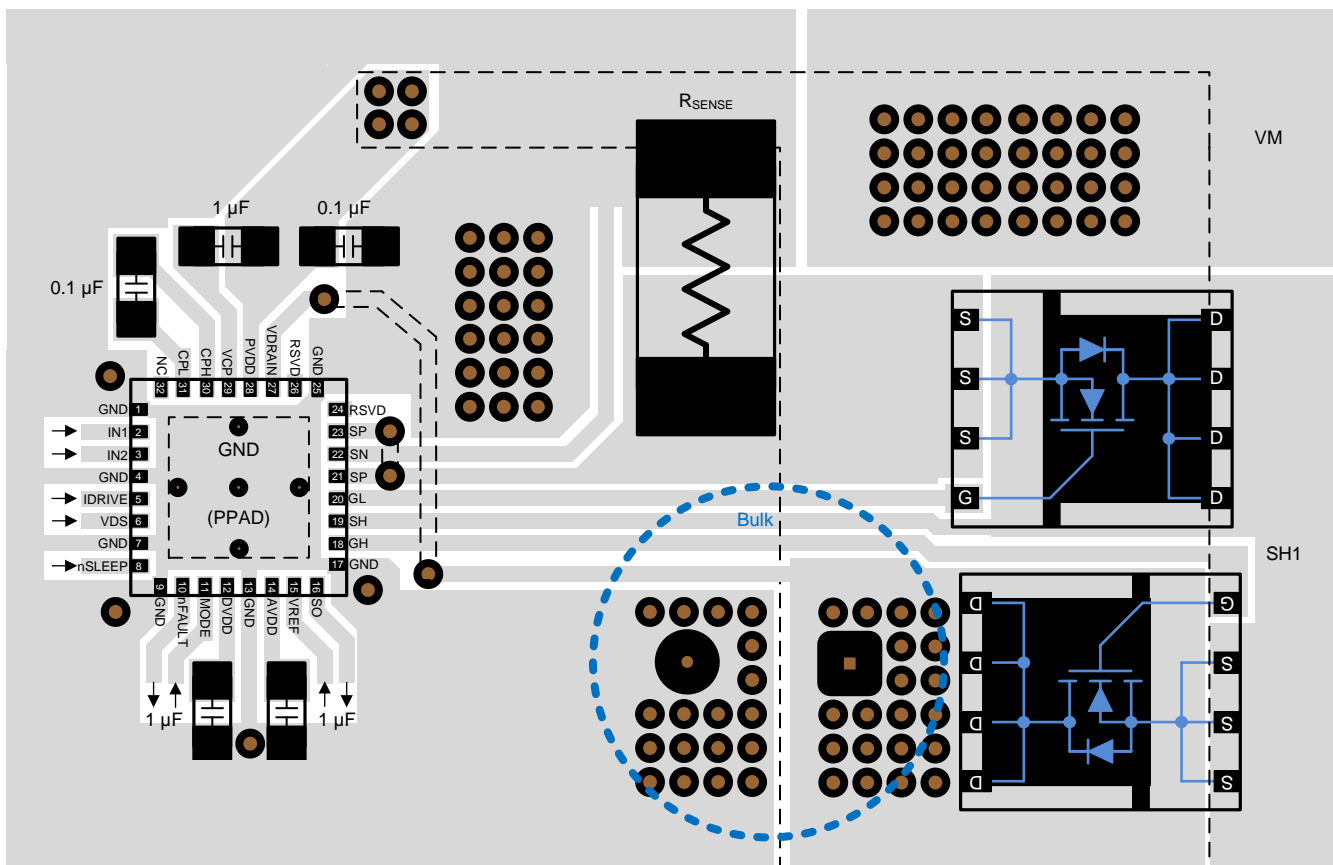 R_SENSE
VM
1 µF
0.1 µF
0.1 µF
NC
CPL
CPH
VCP
PVDD
VDRAIN
RSVD
GND
32
31
30
29
28
27
26
25
GND 1
IN1 2
IN2 3
GND 4
IDRIVE 5
VDS 6
GND 7
nSLEEP 8
GND
(PPAD)
24 RSVD
23 SP
22 SN
21 SP
20 GL
19 SH
18 GH
17 GND
9
10
11
12
13
14
15
16
GND
nFAULT
MODE
DVDD
GND
AVDD
VREF
SO
1 µF
1 µF
Bulk
S
S
S
G
D
D
D
D
SH1
D
D
D
D
G
S
S
S